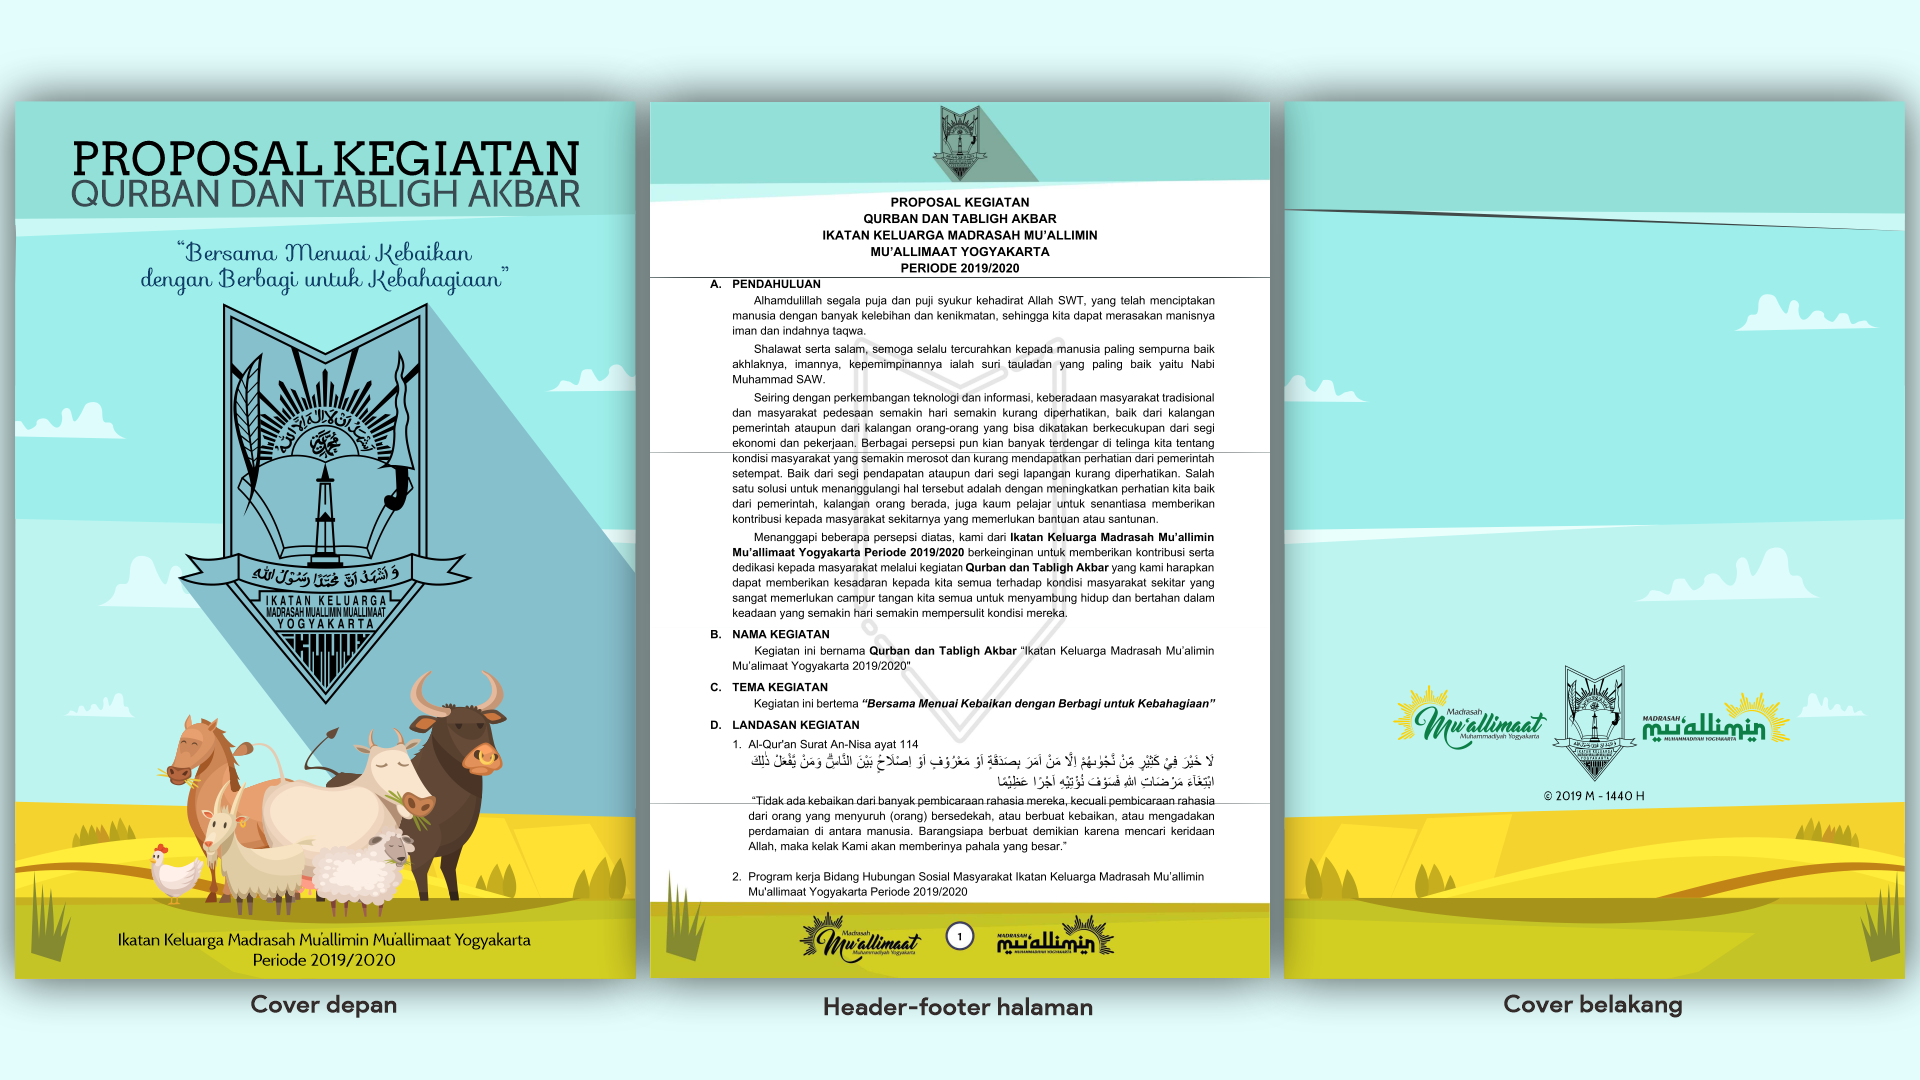 PROPOSAL KEGIATAN
QURBAN DAN TABLIGH AKBAR
“Bersama Menuai Kebaikan
dengan Berbagi untuk Kebahagiaan”
اشهد ان لا اله الا الله
محمدية
و اشهد ان محمدا رسول الله
IKATAN KELUARGA
MADRASAH MUALLIMIN MUALLIMAAT
YOGYAKARTA
Ikatan Keluarga Madrasah Mu'allimin Mu'allimaat Yogyakarta
Periode 2019/2020
Cover depan
PROPOSAL KEGIATAN
QURBAN DAN TABLIGH AKBAR
IKATAN KELUARGA MADRASAH MU’ALLIMIN
MU’ALLIMAAT YOGYAKARTA
PERIODE 2019/2020
A. PENDAHULUAN
Alhamdulillah segala puja dan puji syukur kehadirat Allah SWT, yang telah menciptakan
manusia dengan banyak kelebihan dan kenikmatan, sehingga kita dapat merasakan manisnya
iman dan indahnya taqwa.
Shalawat serta salam, semoga selalu tercurahkan kepada manusia paling sempurna baik
akhlaknya, imannya, kepemimpinannya ialah suri tauladan yang paling baik yaitu Nabi
Muhammad SAW.
Seiring dengan perkembangan teknologi dan informasi, keberadaan masyarakat tradisional
dan masyarakat pedesaan semakin hari semakin kurang diperhatikan, baik dari kalangan
pemerintah ataupun dari kalangan orang-orang yang bisa dikatakan berkecukupan dari segi
ekonomi dan pekerjaan. Berbagai persepsi pun kian banyak terdengar di telinga kita tentang
kondisi masyarakat yang semakin merosot dan kurang mendapatkan perhatian dari pemerintah
setempat. Baik dari segi pendapatan ataupun dari segi lapangan kurang diperhatikan. Salah
satu solusi untuk menanggulangi hal tersebut adalah dengan meningkatkan perhatian kita baik
dari pemerintah, kalangan orang berada, juga kaum pelajar untuk senantiasa memberikan
kontribusi kepada masyarakat sekitarnya yang memerlukan bantuan atau santunan.
Menanggapi beberapa persepsi diatas, kami dari Ikatan Keluarga Madrasah Mu’allimin
Mu’allimaat Yogyakarta Periode 2019/2020 berkeinginan untuk memberikan kontribusi serta
dedikasi kepada masyarakat melalui kegiatan Qurban dan Tabligh Akbar yang kami harapkan
dapat memberikan kesadaran kepada kita semua terhadap kondisi masyarakat sekitar yang
sangat memerlukan campur tangan kita semua untuk menyambung hidup dan bertahan dalam
keadaan yang semakin hari semakin mempersulit kondisi mereka.
B. NAMA KEGIATAN
Kegiatan ini bernama Qurban dan Tabligh Akbar “Ikatan Keluarga Madrasah Mu’alimin
Mu’alimaat Yogyakarta 2019/2020”
C. TEMA KEGIATAN
Kegiatan ini bertema “Bersama Menuai Kebaikan dengan Berbagi untuk Kebahagiaan”
D. LANDASAN KEGIATAN
1. Al-Qur’an Surat An-Nisa ayat 114
لَا خَيْرَ فِيْ كَثِيْرٍ مِّنْ نَّجْوٰىهُمْ اِلَّا مَنْ اَمَرَ بِصَدَقَةٍ اَوْ مَعْرُوْفٍ اَوْ اِصْلَاحٍۢ بَيْنَ النَّاسِۗ وَمَنْ يَّفْعَلْ ذٰلِكَ
ابْتِغَاۤءَ مَرْضَاتِ اللّٰهِ فَسَوْفَ نُؤْتِيْهِ اَجْرًا عَظِيْمًا
“Tidak ada kebaikan dari banyak pembicaraan rahasia mereka, kecuali pembicaraan rahasia
dari orang yang menyuruh (orang) bersedekah, atau berbuat kebaikan, atau mengadakan
perdamaian di antara manusia. Barangsiapa berbuat demikian karena mencari keridaan
Allah, maka kelak Kami akan memberinya pahala yang besar.”
2. Program kerja Bidang Hubungan Sosial Masyarakat Ikatan Keluarga Madrasah Mu’allimin
Mu’allimaat Yogyakarta Periode 2019/2020
Madrasah
Mu'allimaat
Muhammadiyah Yogyakarta
1
MADRASAH
mu'allimin
MUHAMMADIYAH YOGYAKARTA
Header-footer halaman
Madrasah
Mu'allimaat
Muhammadiyah Yogyakarta
MADRASAH
mu'allimin
MUHAMMADIYAH YOGYAKARTA
© 2019 M - 1440 H
Cover belakang